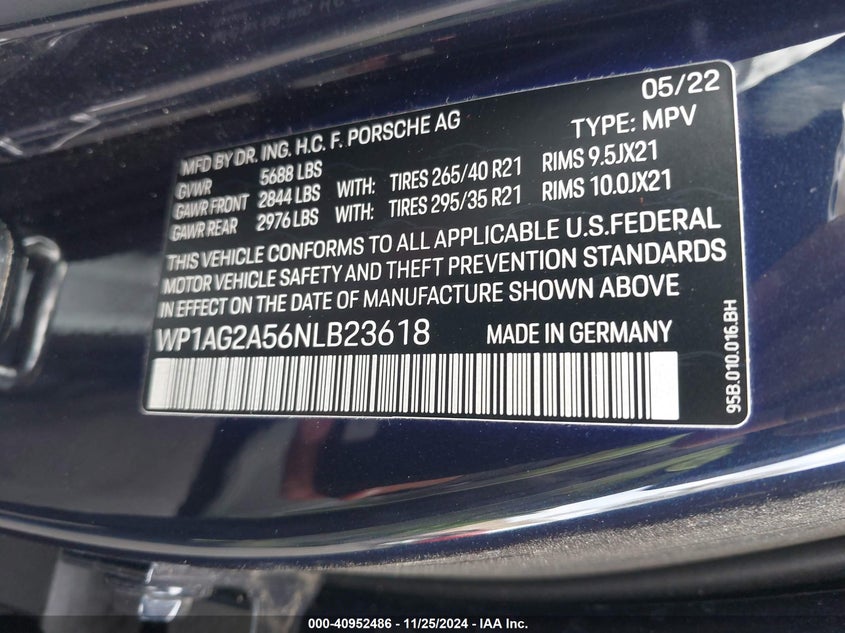 05/22
MFD BY DR. ING. H.C. F. PORSCHE AG TYPE: MPV
GVWR 5688 LBS
GAWR FRONT 2844 LBS WITH: TIRES 265/40 R21 RIMS 9.5JX21
GAWR REAR 2976 LBS WITH: TIRES 295/35 R21 RIMS 10.0JX21
THIS VEHICLE CONFORMS TO ALL APPLICABLE U.S.FEDERAL
MOTOR VEHICLE SAFETY AND THEFT PREVENTION STANDARDS
IN EFFECT ON THE DATE OF MANUFACTURE SHOWN ABOVE
WP1AG2A56NLB23618 MADE IN GERMANY
95B.010.016.BH
000-40952486 - 11/25/2024 - IAA Inc.